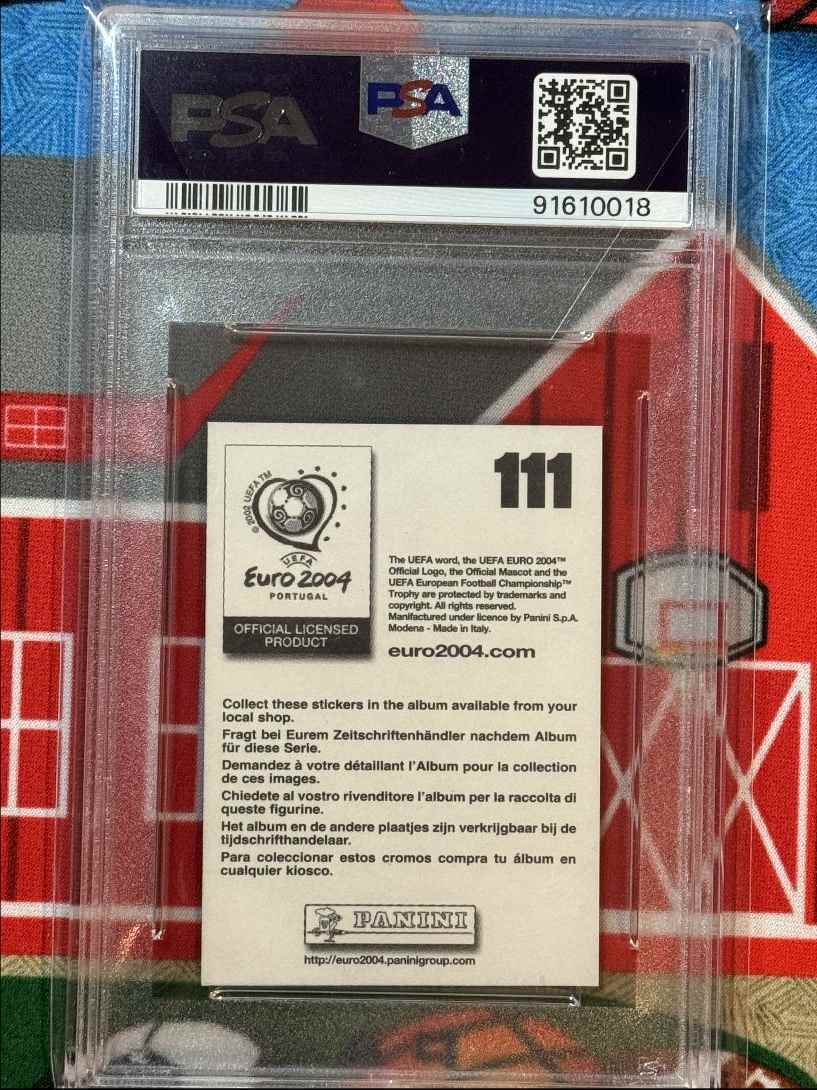 PSA
PSA
91610018
111
© 2002 UEFA TM
UEFA
EURO 2004
PORTUGAL
OFFICIAL LICENSED
PRODUCT
The UEFA word, the UEFA EURO 2004™
Official Logo, the Official Mascot and the
UEFA European Football Championship™
Trophy are protected by trademarks and
copyright. All rights reserved.
Manifactured under licence by Panini S.p.A.
Modena - Made in Italy.
euro2004.com
Collect these stickers in the album available from your
local shop.
Fragt bei Eurem Zeitschriftenhändler nachdem Album
für diese Serie.
Demandez à votre détaillant l'Album pour la collection
de ces images.
Chiedete al vostro rivenditore l'album per la raccolta di
queste figurine.
Het album en de andere plaatjes zijn verkrijgbaar bij de
tijdschrifthandelaar.
Para coleccionar estos cromos compra tu álbum en
cualquier kiosco.
PANINI
http://euro2004.paninigroup.com